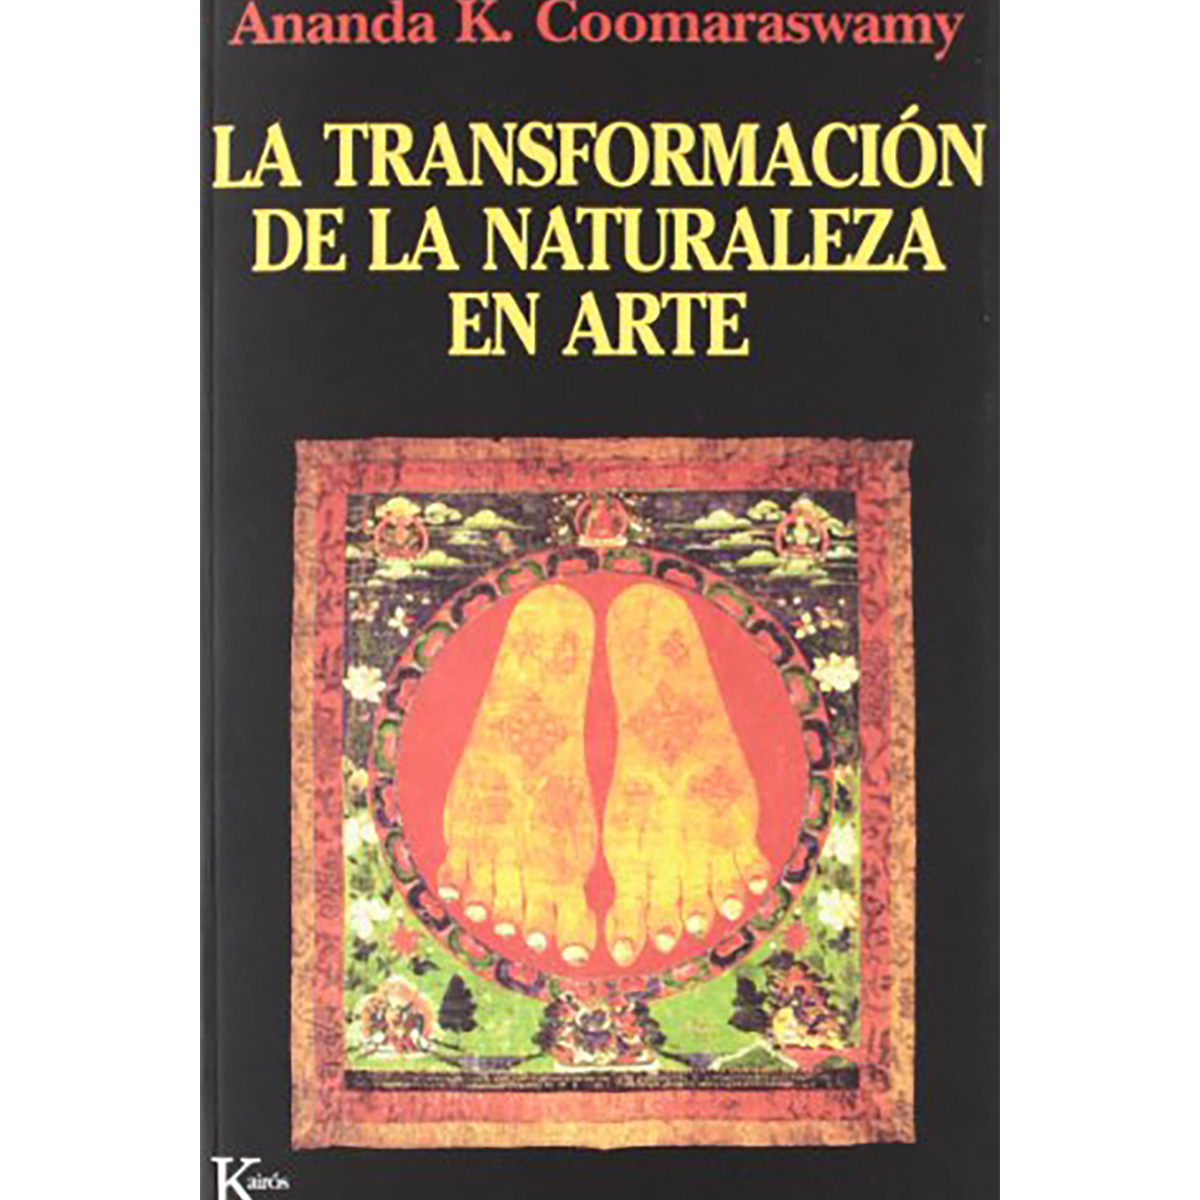 Ananda K. Coomaraswamy
LA TRANSFORMACIÓN
DE LA NATURALEZA
EN ARTE
Kairós